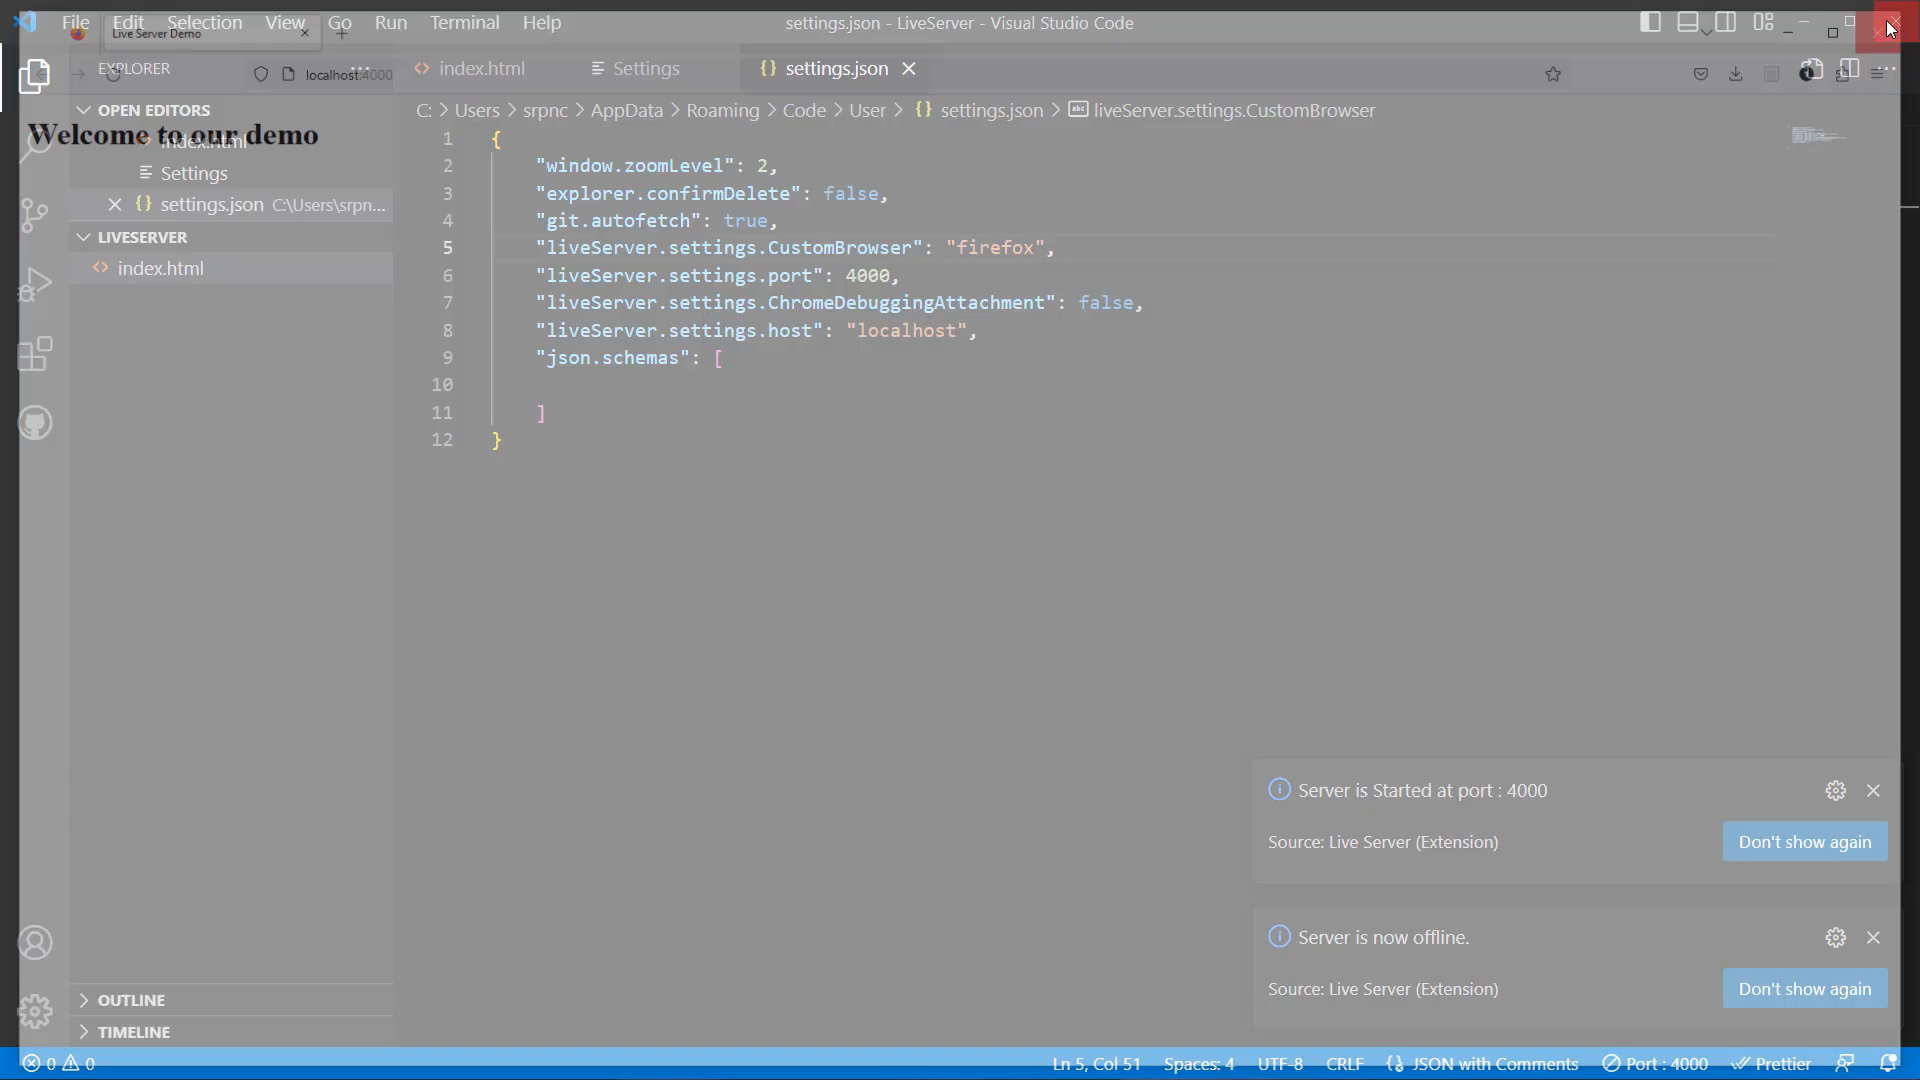 File Edit Selection View Go Run Terminal Help
settings.json - LiveServer - Visual Studio Code
Live Server Demo
EXPLORER
localhost:4000
index.html
Settings
{} settings.json
OPEN EDITORS
index.html
Settings
{} settings.json C:\Users\srpn...
LIVESERVER
index.html
Welcome to our demo
C: > Users > srpnc > AppData > Roaming > Code > User > {} settings.json > abc liveServer.settings.CustomBrowser
1 {
2 "window.zoomLevel": 2,
3 "explorer.confirmDelete": false,
4 "git.autofetch": true,
5 "liveServer.settings.CustomBrowser": "firefox",
6 "liveServer.settings.port": 4000,
7 "liveServer.settings.ChromeDebuggingAttachment": false,
8 "liveServer.settings.host": "localhost",
9 "json.schemas": [
10
11 ]
12 }
Server is Started at port : 4000
Source: Live Server (Extension)
Don't show again
Server is now offline.
Source: Live Server (Extension)
Don't show again
OUTLINE
TIMELINE
0 0
Ln 5, Col 51
Spaces: 4
UTF-8
CRLF
{} JSON with Comments
Port : 4000
Prettier